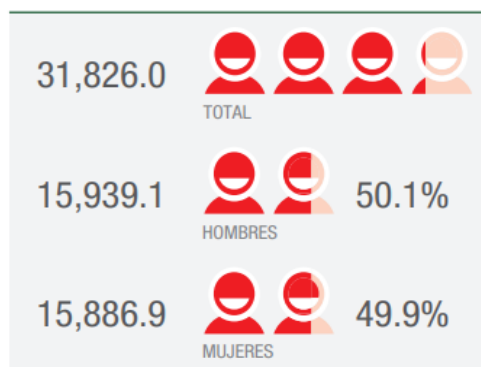 31,826.0
TOTAL
15,939.1 50.1%
HOMBRES
15,886.9 49.9%
MUJERES